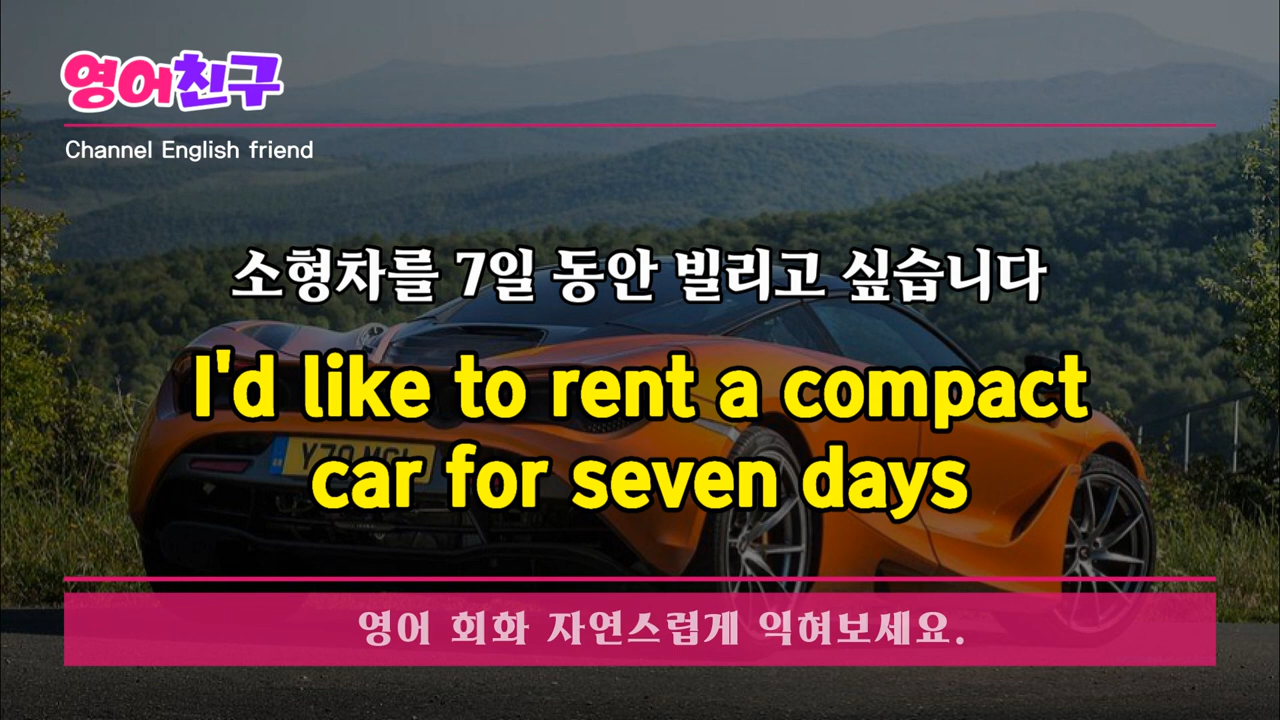 영어친구
Channel English friend
소형차를 7일 동안 빌리고 싶습니다
I'd like to rent a compact
car for seven days
영어 회화 자연스럽게 익혀보세요.